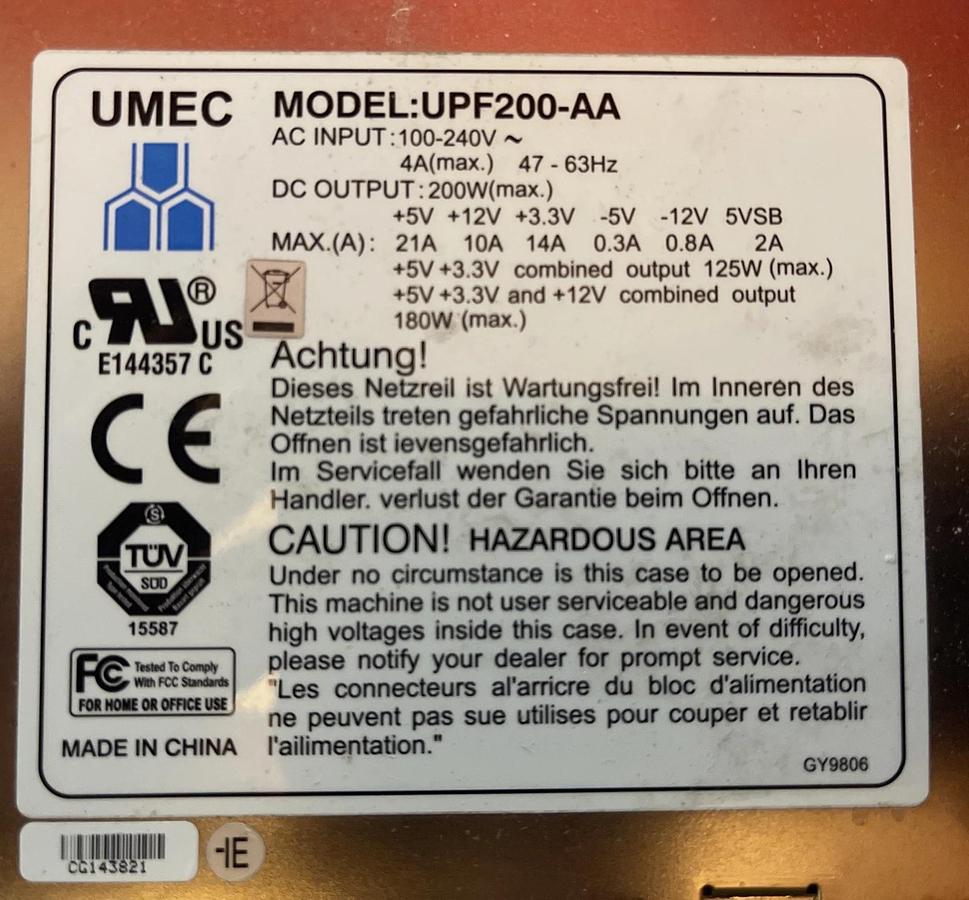 UMEC
MODEL:UPF200-AA
AC INPUT:100-240V ~
4A(max.) 47 - 63Hz
DC OUTPUT:200W(max.)
+5V +12V +3.3V -5V -12V 5VSB
MAX.(A): 21A 10A 14A 0.3A 0.8A 2A
+5V +3.3V combined output 125W (max.)
+5V +3.3V and +12V combined output
180W (max.)
C RU ® US
E144357 C
CE
S
TÜV
SÜD
15587
FC Tested To Comply
With FCC Standards
FOR HOME OR OFFICE USE
MADE IN CHINA
Achtung!
Dieses Netzreil ist Wartungsfrei! Im Inneren des
Netzteils treten gefahrliche Spannungen auf. Das
Offnen ist ievensgefahrlich.
Im Servicefall wenden Sie sich bitte an Ihren
Handler. verlust der Garantie beim Offnen.
CAUTION! HAZARDOUS AREA
Under no circumstance is this case to be opened.
This machine is not user serviceable and dangerous
high voltages inside this case. In event of difficulty,
please notify your dealer for prompt service.
"Les connecteurs al'arricre du bloc d'alimentation
ne peuvent pas sue utilises pour couper et retablir
l'ailimentation."
GY9806
CG143821
-IE